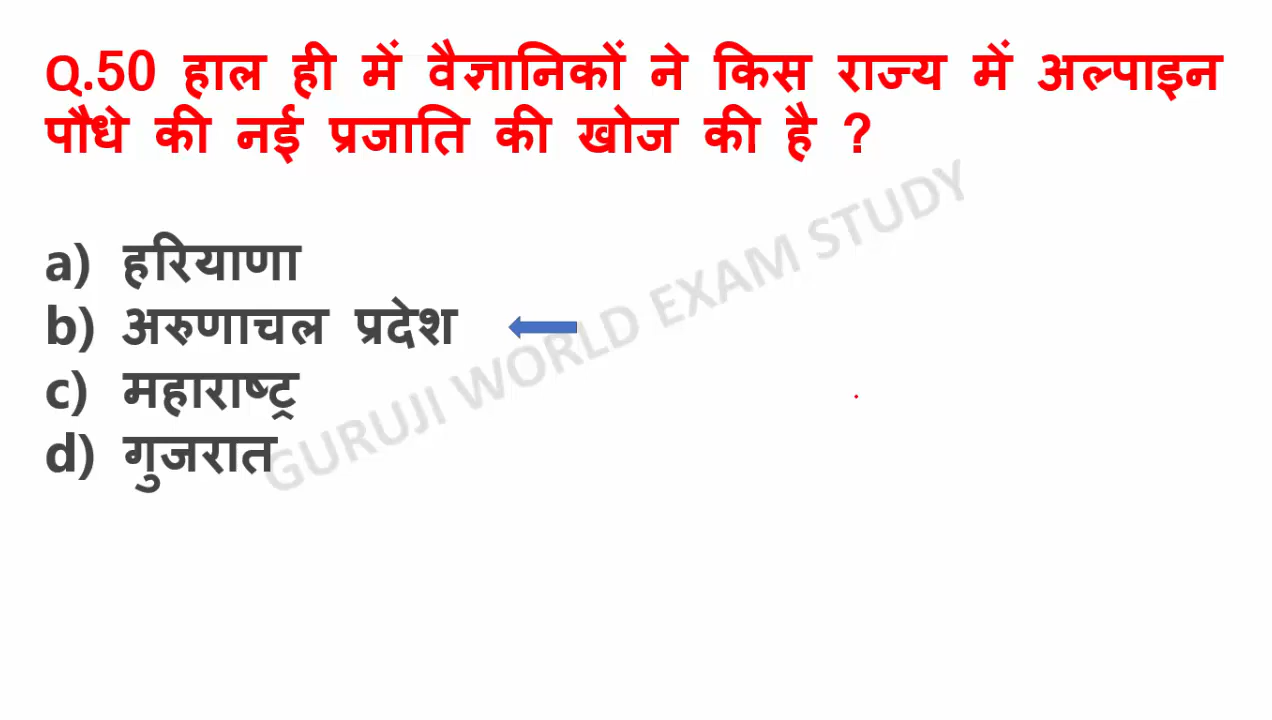 Q.50 हाल ही में वैज्ञानिकों ने किस राज्य में अल्पाइन
पौधे की नई प्रजाति की खोज की है ?
a) हरियाणा
b) अरुणाचल प्रदेश
c) महाराष्ट्र
d) गुजरात
GURUJI WORLD EXAM STUDY